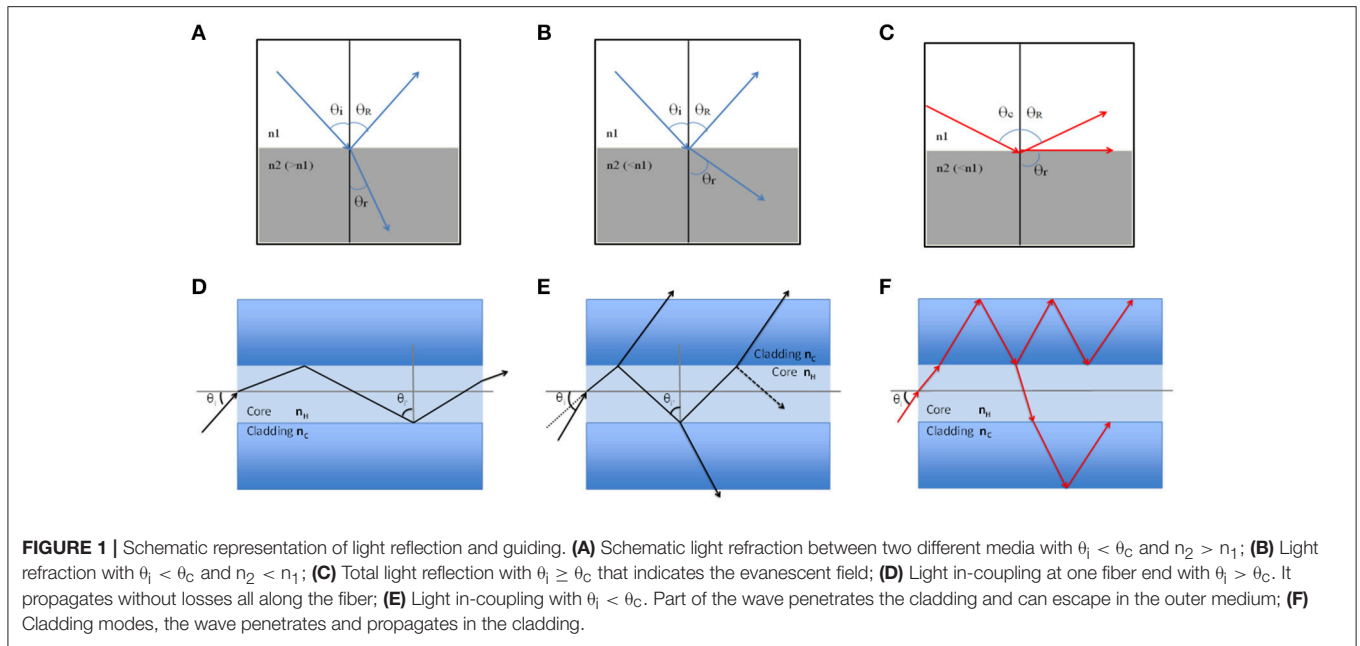 A
B
C
θi θR
n1
n2 (>n1)
θr
θi θR
n1
n2 (<n1)
θr
θc θR
n1
n2 (<n1)
θr
D
E
F
θi
θi'
Core nH
Cladding nC
θi
θi'
Cladding nC
Core nH
θi
Core nH
Cladding nC
FIGURE 1 | Schematic representation of light reflection and guiding. (A) Schematic light refraction between two different media with θi < θC and n2 > n1; (B) Light
refraction with θi < θC and n2 < n1; (C) Total light reflection with θi ≥ θC that indicates the evanescent field; (D) Light in-coupling at one fiber end with θi > θC. It
propagates without losses all along the fiber; (E) Light in-coupling with θi < θC. Part of the wave penetrates the cladding and can escape in the outer medium; (F)
Cladding modes, the wave penetrates and propagates in the cladding.